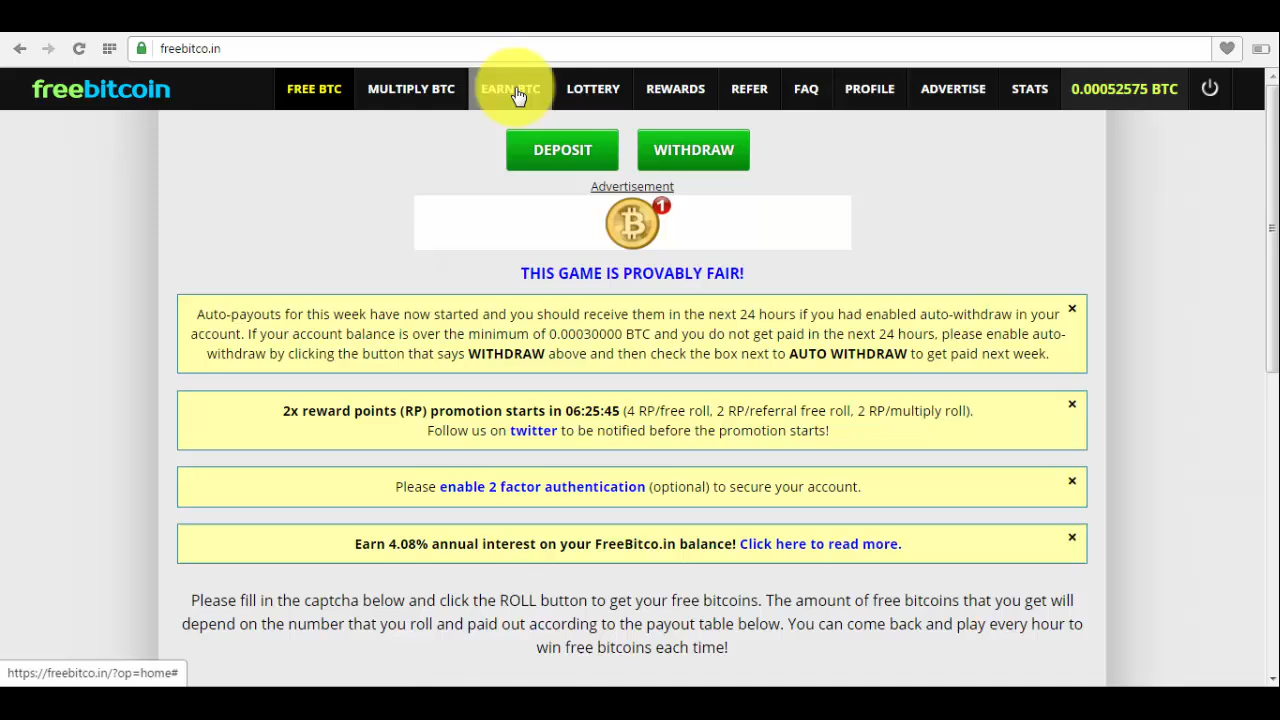 freebitco.in
freebitcoin FREE BTC MULTIPLY BTC EARN BTC LOTTERY REWARDS REFER FAQ PROFILE ADVERTISE STATS 0.00052575 BTC
DEPOSIT WITHDRAW
Advertisement
1
THIS GAME IS PROVABLY FAIR!
Auto-payouts for this week have now started and you should receive them in the next 24 hours if you had enabled auto-withdraw in your
account. If your account balance is over the minimum of 0.00030000 BTC and you do not get paid in the next 24 hours, please enable auto-
withdraw by clicking the button that says WITHDRAW above and then check the box next to AUTO WITHDRAW to get paid next week.
2x reward points (RP) promotion starts in 06:25:45 (4 RP/free roll, 2 RP/referral free roll, 2 RP/multiply roll).
Follow us on twitter to be notified before the promotion starts!
Please enable 2 factor authentication (optional) to secure your account.
Earn 4.08% annual interest on your FreeBitco.in balance! Click here to read more.
Please fill in the captcha below and click the ROLL button to get your free bitcoins. The amount of free bitcoins that you get will
depend on the number that you roll and paid out according to the payout table below. You can come back and play every hour to
win free bitcoins each time!
https://freebitco.in/?op=home#